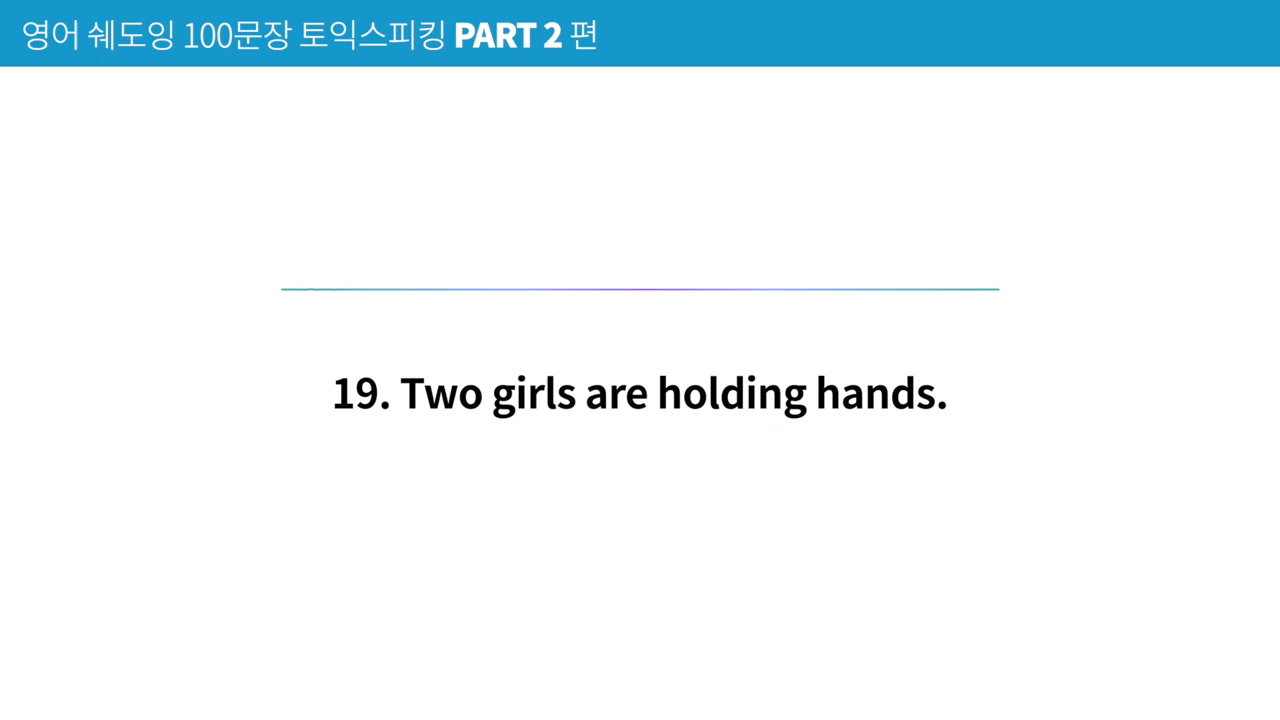 영어 쉐도잉 100문장 토익스피킹 PART 2 편
19. Two girls are holding hands.